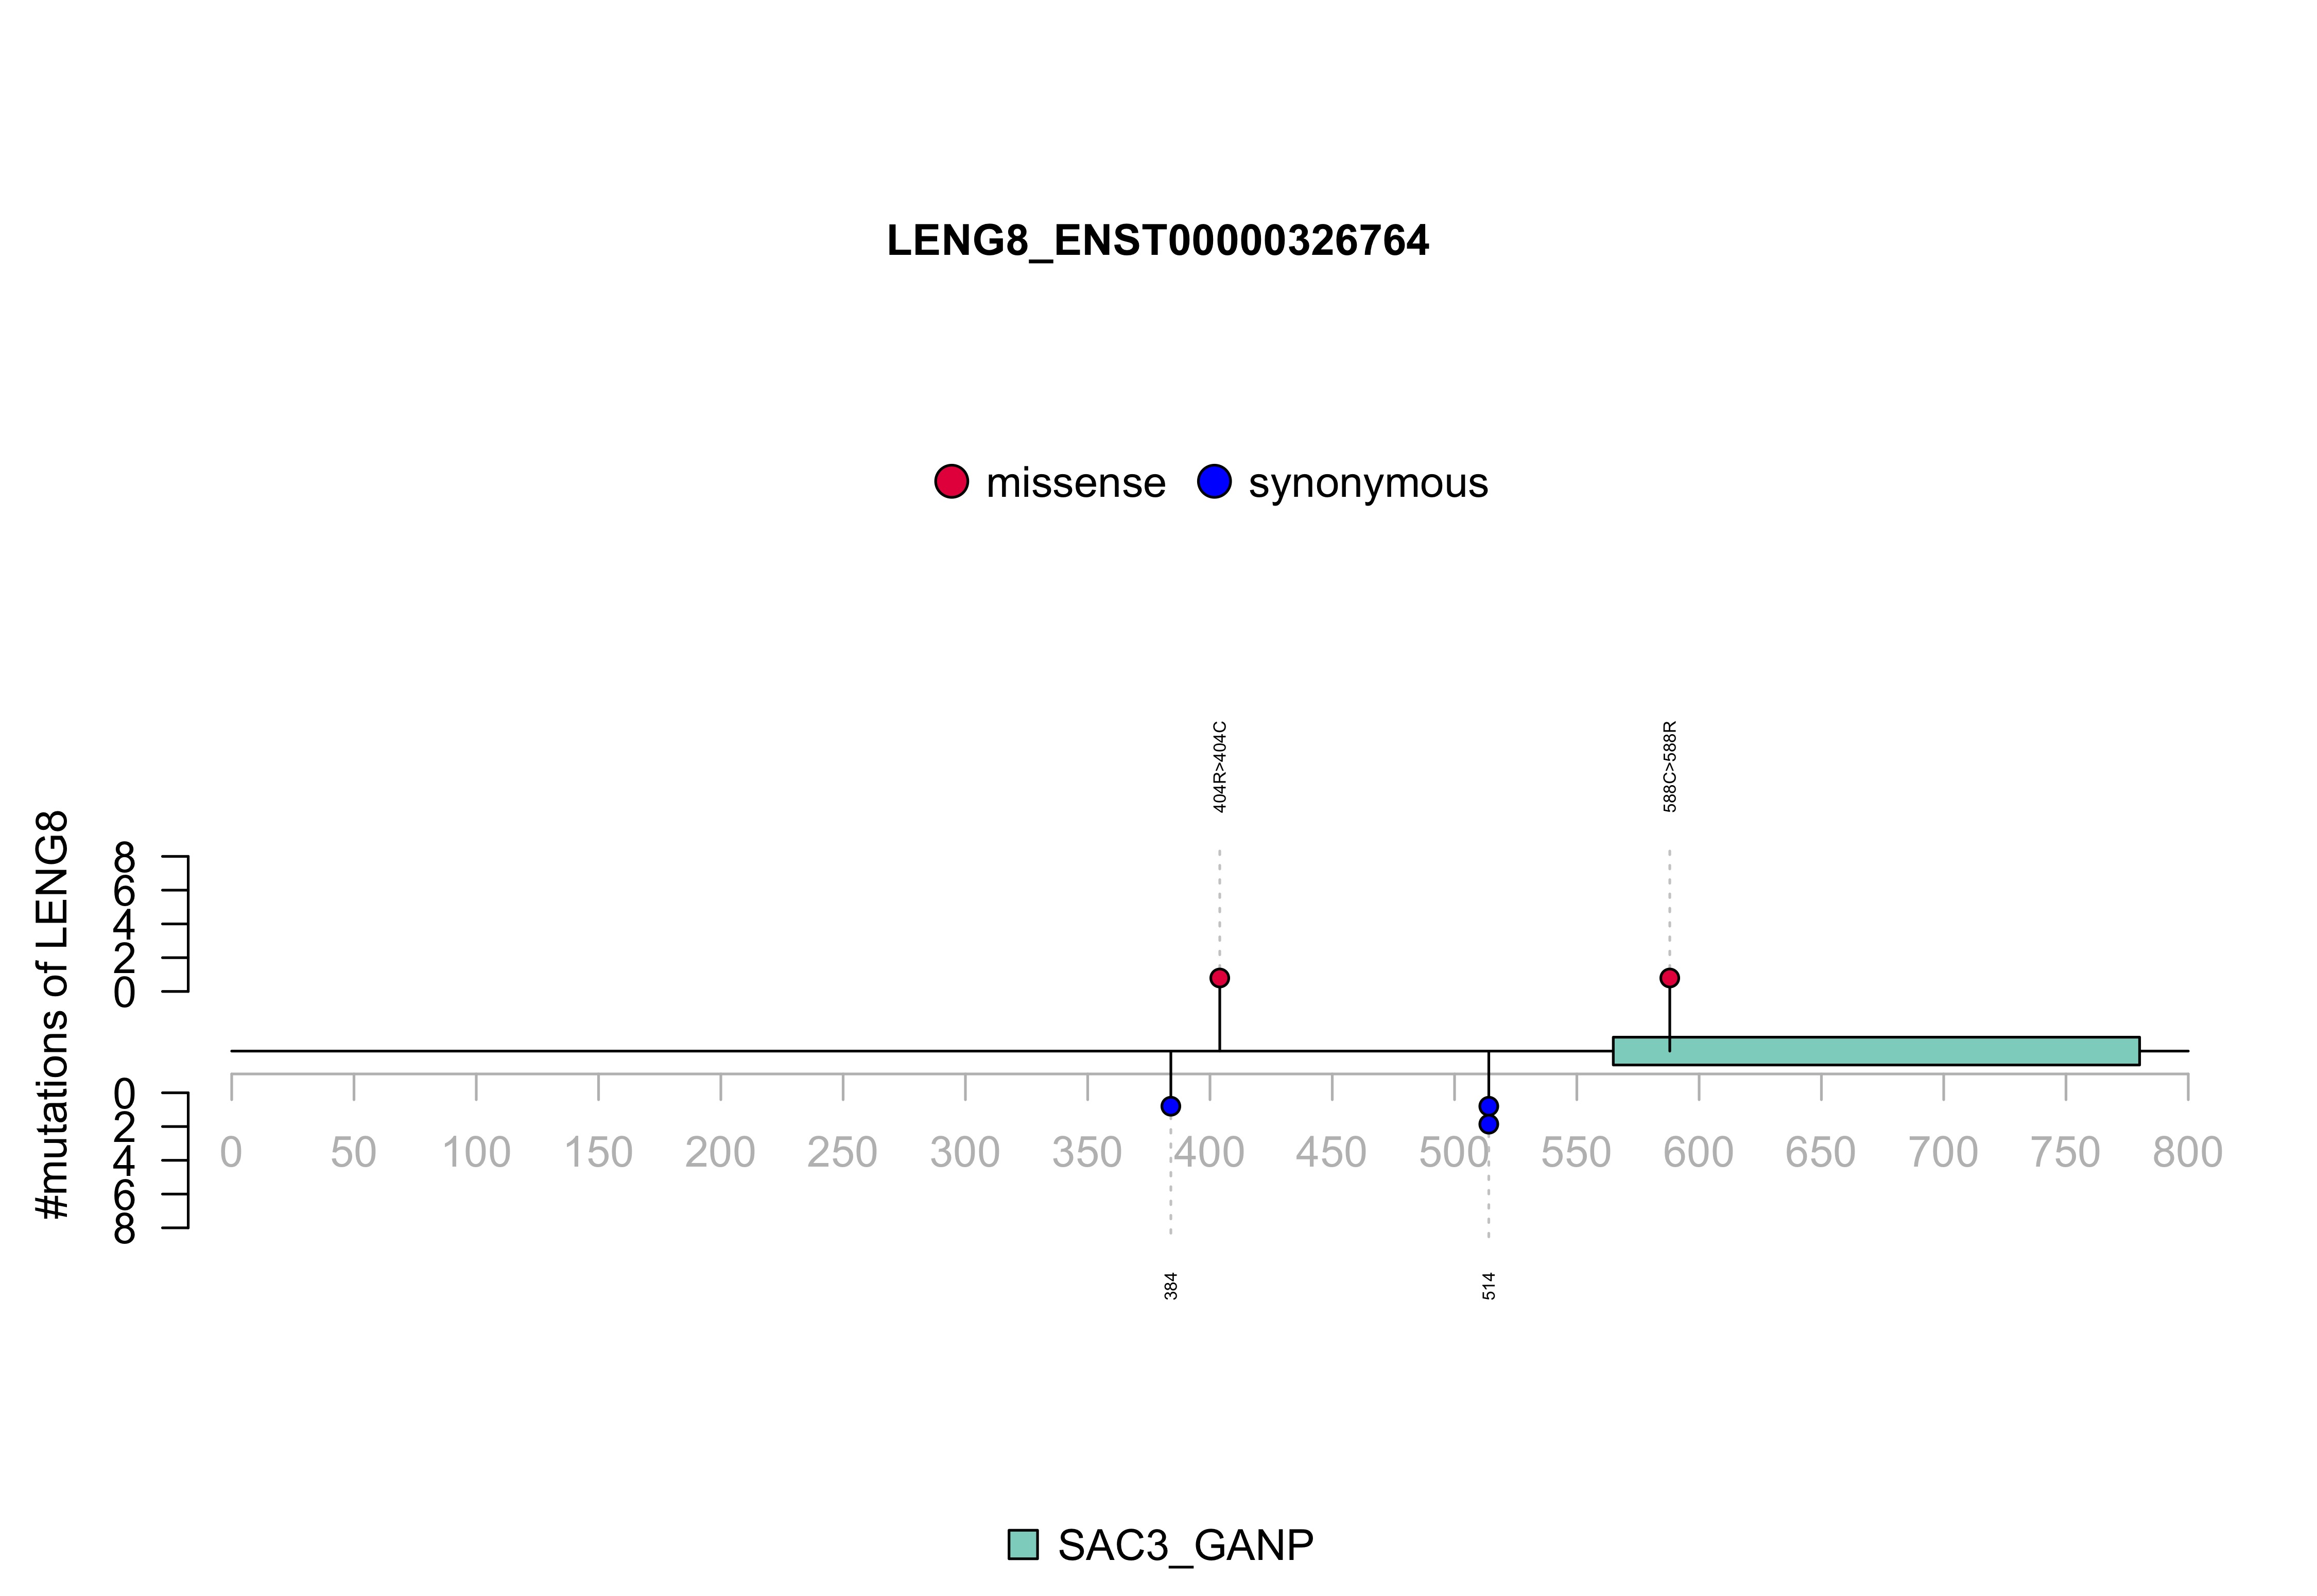 LENG8_ENST00000326764
missense synonymous
404R>404C 588C>588R
#mutations of LENG8
8
6
4
2
0
0
2
4
6
8
0 50 100 150 200 250 300 350 400 450 500 550 600 650 700 750 800
384 514
SAC3_GANP